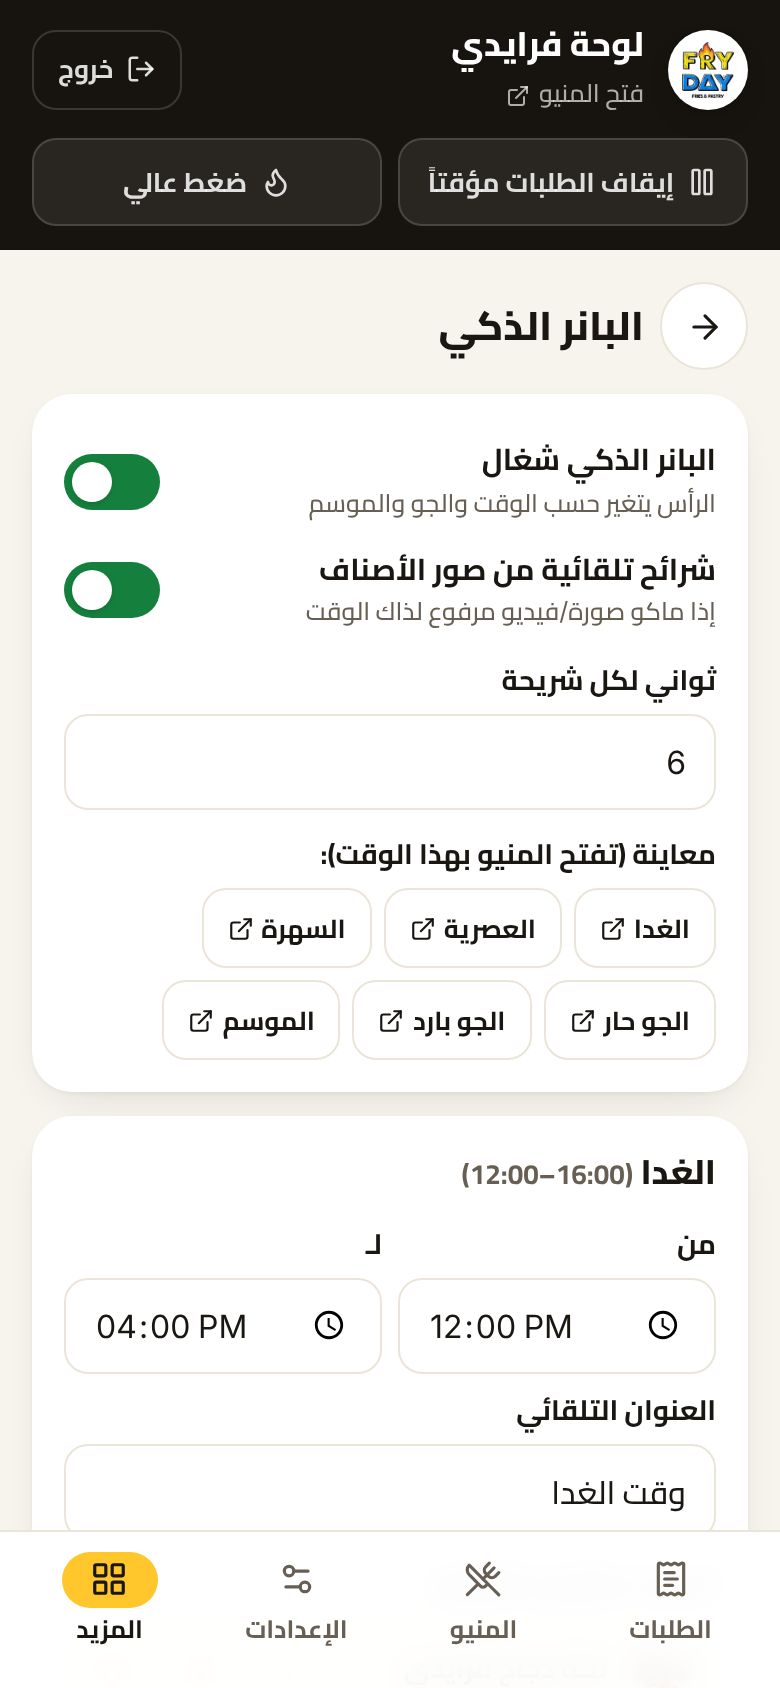 FRY
DAY
FRIES & PASTRY
لوحة فرايدي
فتح المنيو
خروج
إيقاف الطلبات مؤقتاً
ضغط عالي
البانر الذكي
البانر الذكي شغال
الرأس يتغير حسب الوقت والجو والموسم
شرائح تلقائية من صور الأصناف
إذا ماكو صورة/فيديو مرفوع لذاك الوقت
ثواني لكل شريحة
6
معاينة (تفتح المنيو بهذا الوقت):
الغدا
العصرية
السهرة
الجو حار
الجو بارد
الموسم
الغدا (12:00–16:00)
من
لـ
12:00 PM
04:00 PM
العنوان التلقائي
وقت الغدا
الطلبات
المنيو
الإعدادات
المزيد